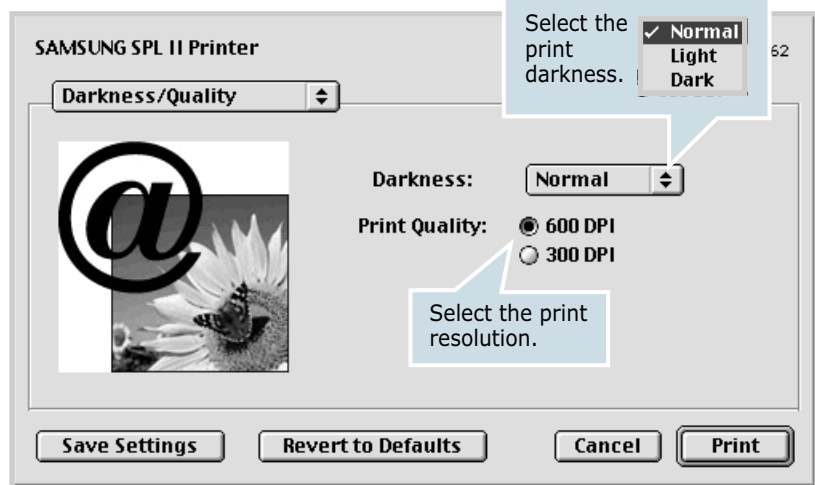 Select the
print
darkness.
✓ Normal
Light
Dark
SAMSUNG SPL II Printer
62
Darkness/Quality
@
Darkness:
Normal
Print Quality:
600 DPI
300 DPI
Select the print
resolution.
Save Settings
Revert to Defaults
Cancel
Print